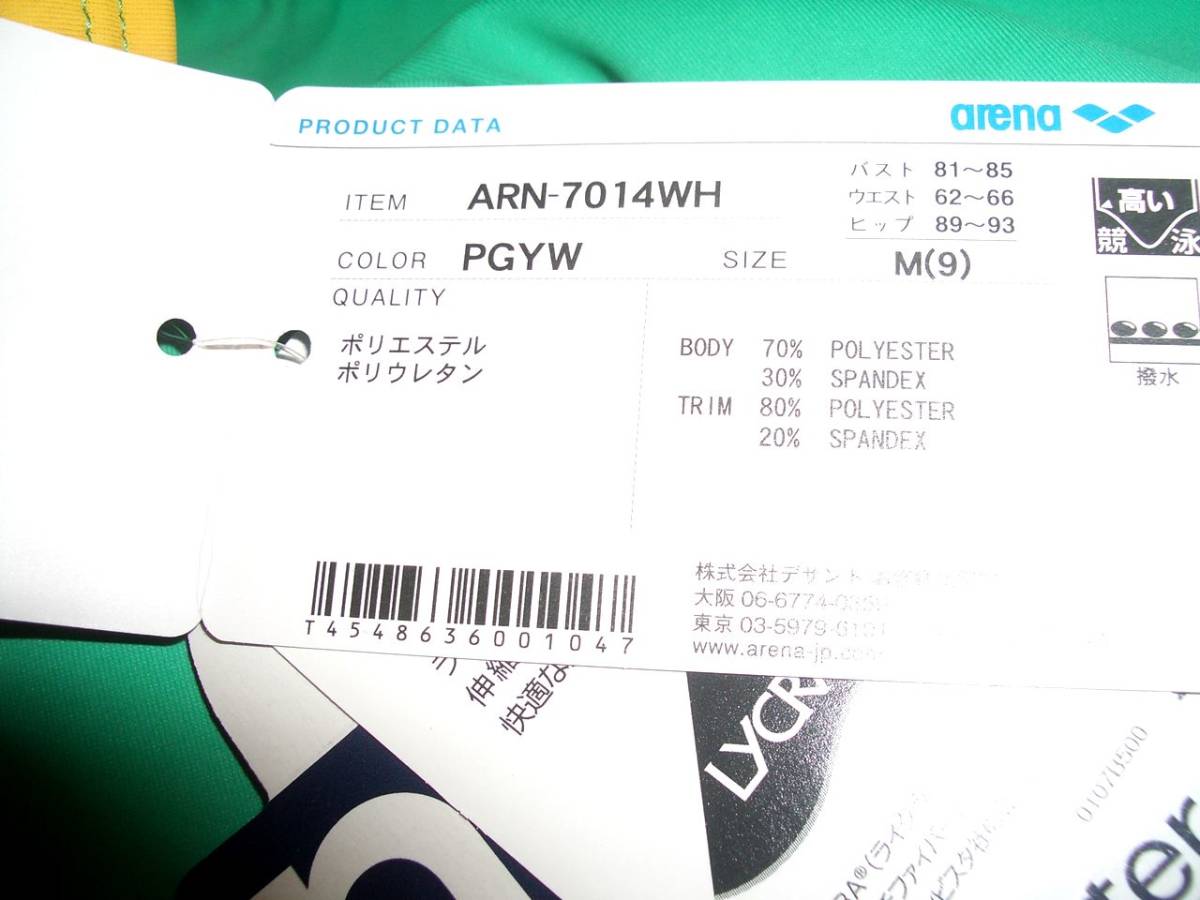 PRODUCT DATA
arena
ITEM ARN-7014WH
バスト 81~85
ウエスト 62~66
ヒップ 89~93
COLOR PGYW
SIZE M(9)
高い
競 泳
撥水
QUALITY
ポリエステル
ポリウレタン
BODY 70% POLYESTER
30% SPANDEX
TRIM 80% POLYESTER
20% SPANDEX
T4548636001047
株式会社デサント
大阪 06-6774-
東京 03-5979-
www.arena-jp.com
伸縮
快適な
LYCR
0107U500
ter